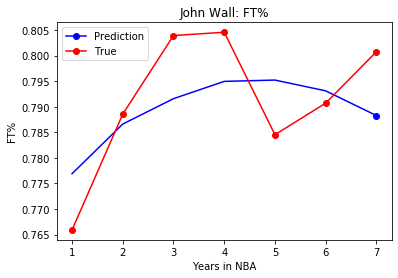 John Wall: FT%
Prediction
True
0.805
0.800
0.795
0.790
0.785
0.780
0.775
0.770
0.765
FT%
1 2 3 4 5 6 7
Years in NBA